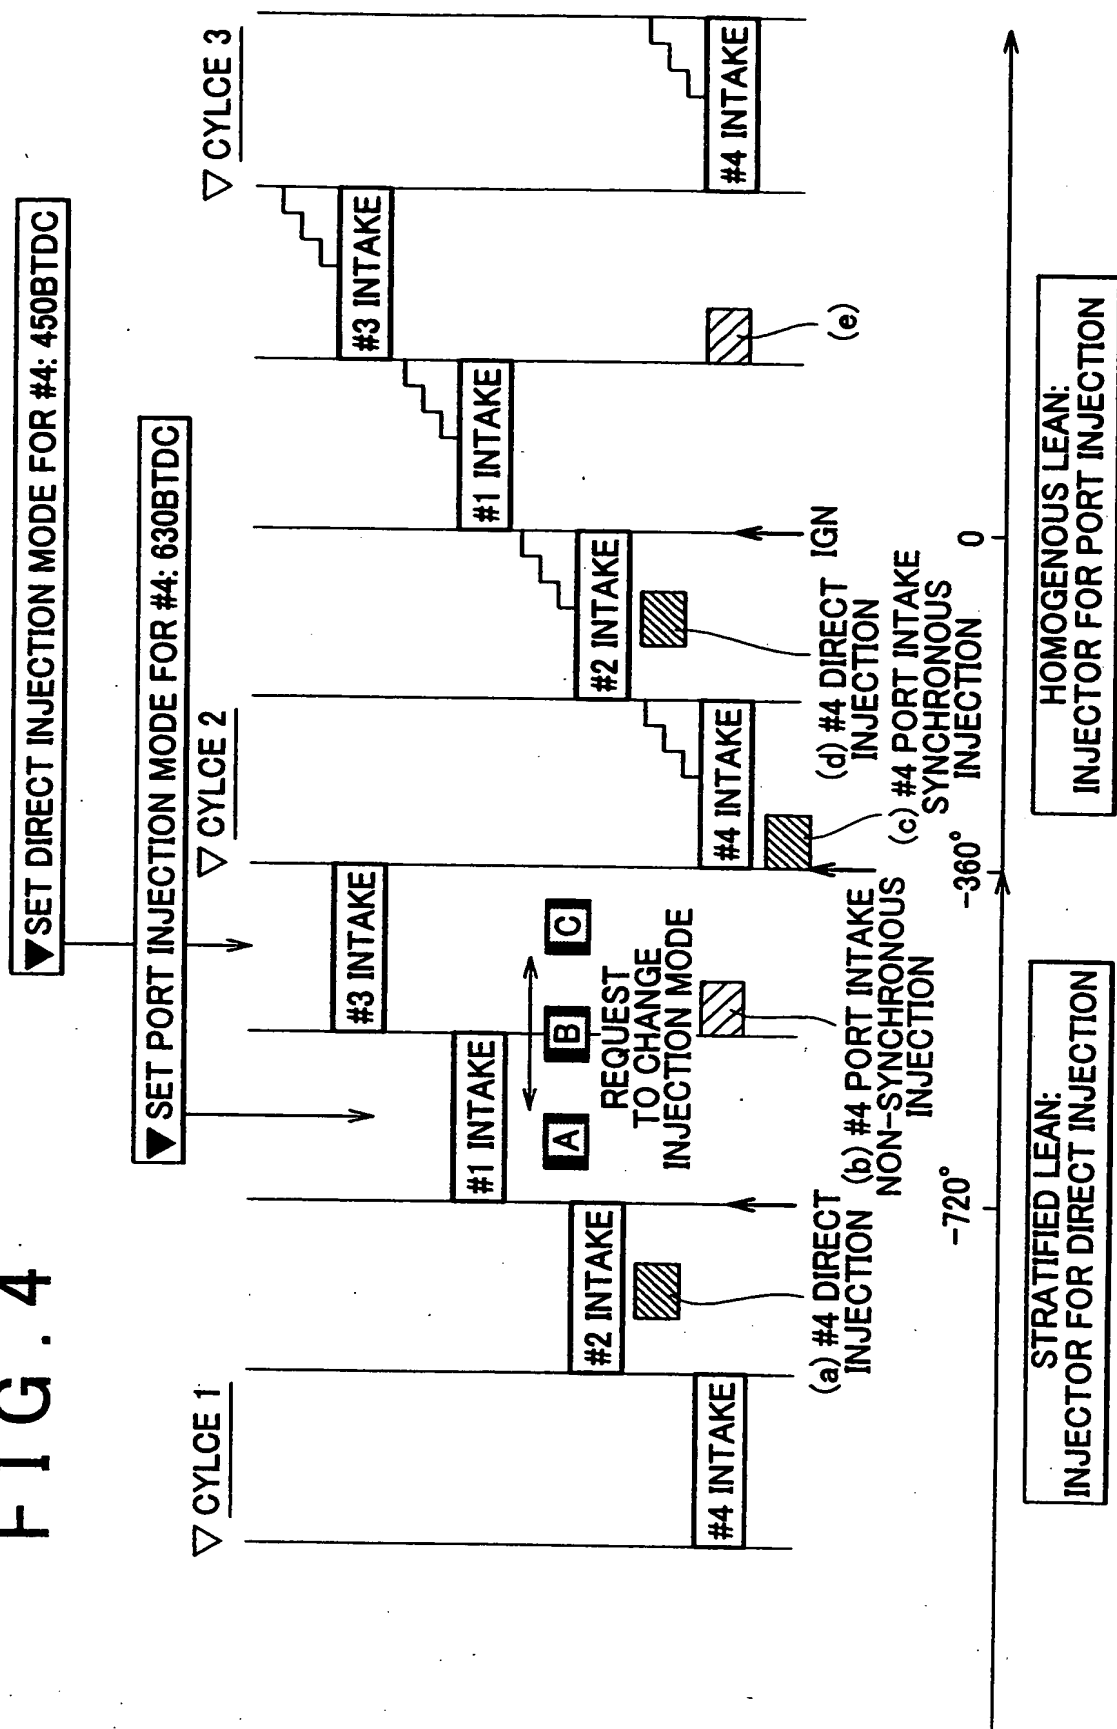 FIG. 4
▼SET DIRECT INJECTION MODE FOR #4: 450BTDC
▼SET PORT INJECTION MODE FOR #4: 630BTDC
▽ CYLCE 1
▽ CYLCE 2
▽ CYLCE 3
#3 INTAKE
#3 INTAKE
#1 INTAKE
#1 INTAKE
#2 INTAKE
#2 INTAKE
#4 INTAKE
#4 INTAKE
#4 INTAKE
A
B
C
REQUEST
TO CHANGE
INJECTION MODE
(a) #4 DIRECT
INJECTION
(b) #4 PORT INTAKE
NON-SYNCHRONOUS
INJECTION
(c) #4 PORT INTAKE
SYNCHRONOUS
INJECTION
(d) #4 DIRECT
INJECTION
IGN
(e)
-720°
-360°
0
STRATIFIED LEAN:
INJECTOR FOR DIRECT INJECTION
HOMOGENOUS LEAN:
INJECTOR FOR PORT INJECTION